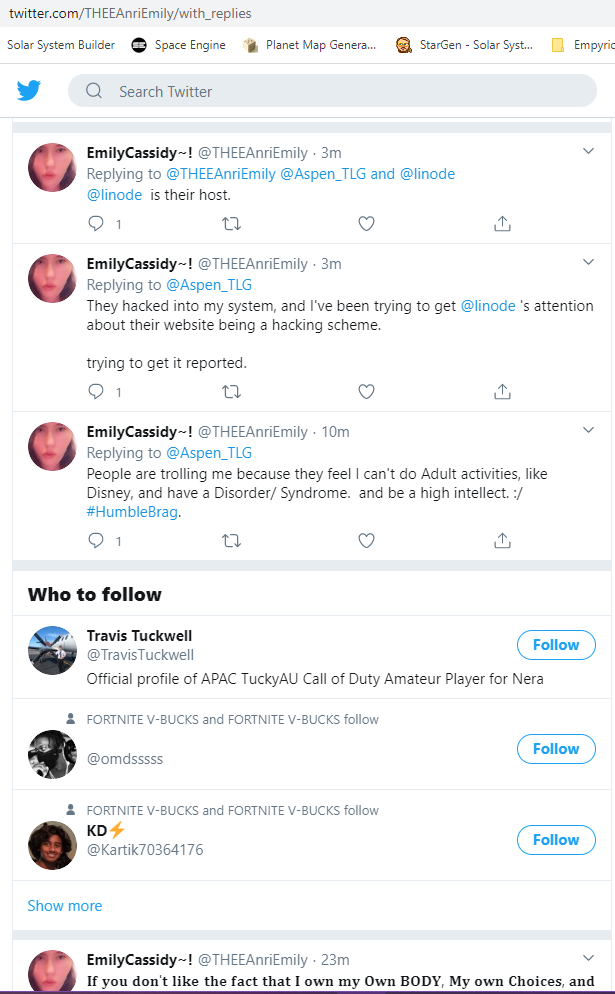 twitter.com/THEEAnriEmily/with_replies
Solar System Builder Space Engine Planet Map Genera... StarGen - Solar Syst... Empyric
Search Twitter
EmilyCassidy~! @THEEAnriEmily · 3m
Replying to @THEEAnriEmily @Aspen_TLG and @linode
@linode is their host.
1
EmilyCassidy~! @THEEAnriEmily · 3m
Replying to @Aspen_TLG
They hacked into my system, and I've been trying to get @linode 's attention
about their website being a hacking scheme.
trying to get it reported.
1
EmilyCassidy~! @THEEAnriEmily · 10m
Replying to @Aspen_TLG
People are trolling me because they feel I can't do Adult activities, like
Disney, and have a Disorder/ Syndrome. and be a high intellect. :/
#HumbleBrag.
1
Who to follow
Travis Tuckwell
@TravisTuckwell
Follow
Official profile of APAC TuckyAU Call of Duty Amateur Player for Nera
FORTNITE V-BUCKS and FORTNITE V-BUCKS follow
@omdsssss
Follow
FORTNITE V-BUCKS and FORTNITE V-BUCKS follow
KD⚡
@Kartik70364176
Follow
Show more
EmilyCassidy~! @THEEAnriEmily · 23m
If you don't like the fact that I own my Own BODY, My own Choices, and